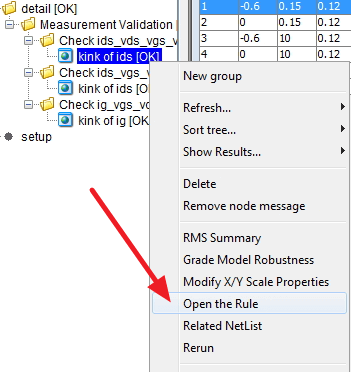 detail [OK]
Measurement Validation [
Check ids_vds_vgs_v
kink of ids [OK]
Check ids_vgs_vd
kink of ids [OK
Check ig_vgs_vd
kink of ig [OK]
setup
1 -0.6 0.15 0.12
2 0 0.15 0.12
3 -0.6 10 0.12
4 0 10 0.12
New group
Refresh...
Sort tree...
Show Results...
Delete
Remove node message
RMS Summary
Grade Model Robustness
Modify X/Y Scale Properties
Open the Rule
Related NetList
Rerun